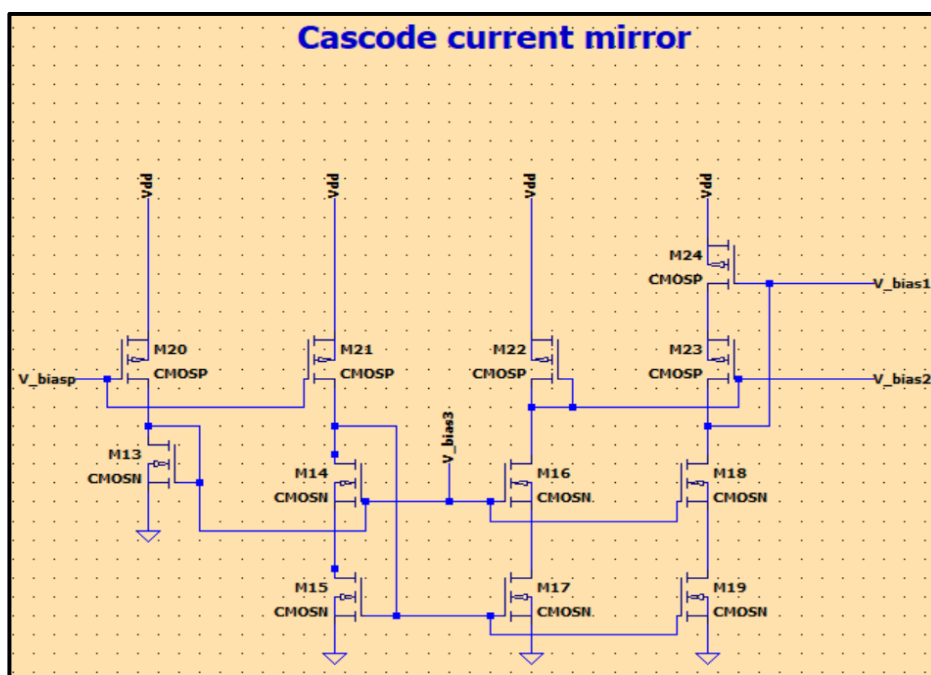 Cascode current mirror
Vdd
Vdd
Vdd
Vdd
M24
CMOSP
V_bias1
M20
CMOSP
M21
CMOSP
M22
CMOSP
M23
CMOSP
V_biasp
V_bias2
V_bias3
M13
CMOSN
M14
CMOSN
M16
CMOSN
M18
CMOSN
M15
CMOSN
M17
CMOSN
M19
CMOSN